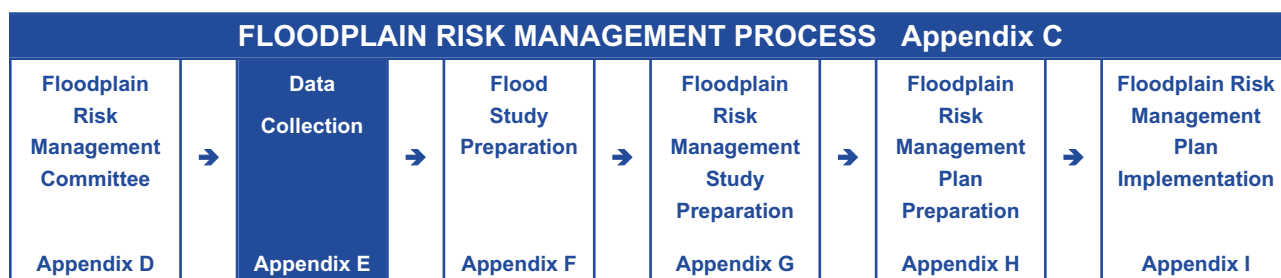 FLOODPLAIN RISK MANAGEMENT PROCESS Appendix C
Floodplain
Risk
Management
Committee
Appendix D
➔
Data
Collection
Appendix E
➔
Flood
Study
Preparation
Appendix F
➔
Floodplain
Risk
Management
Study
Preparation
Appendix G
➔
Floodplain
Risk
Management
Plan
Preparation
Appendix H
➔
Floodplain Risk
Management
Plan
Implementation
Appendix I